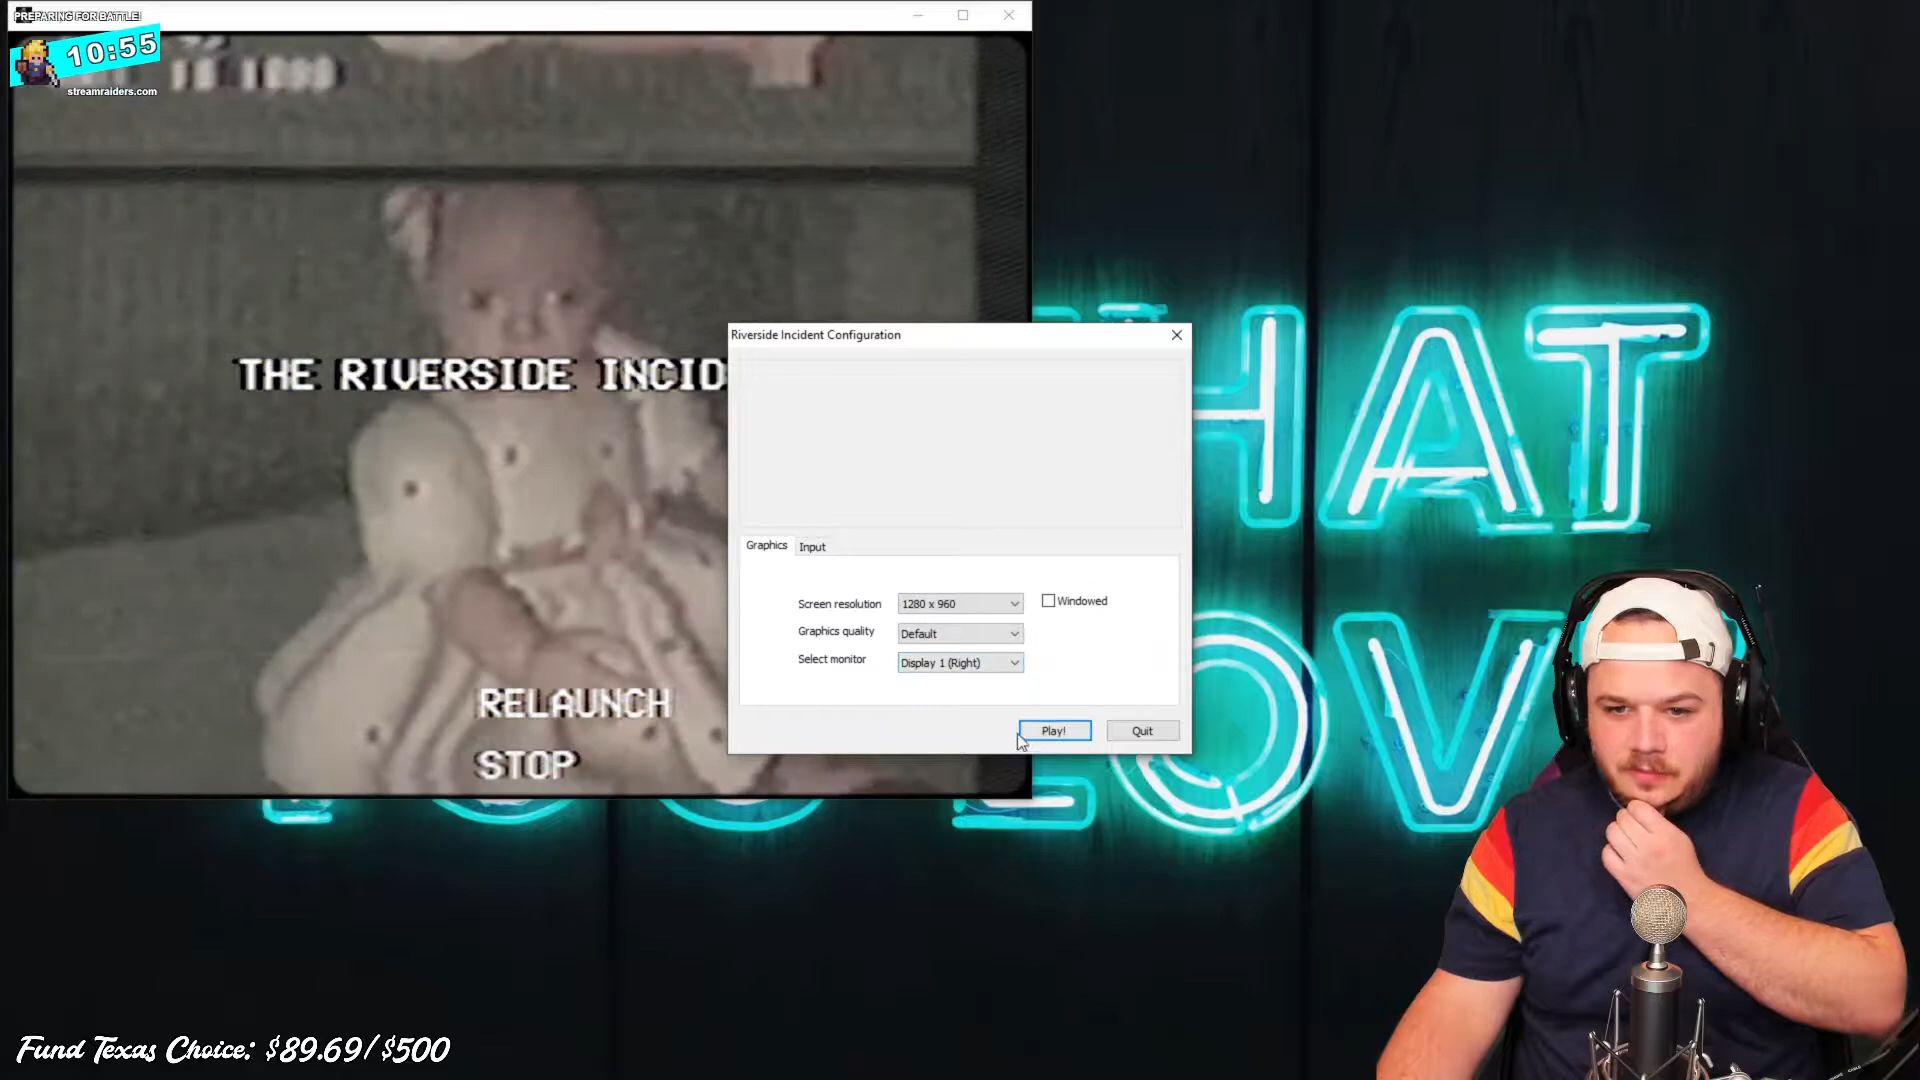 PREPARING FOR BATTLE!
10:55
streamraiders.com
THE RIVERSIDE INCID
RELAUNCH
STOP
Riverside Incident Configuration
Graphics
Input
Screen resolution
1280 x 960
Windowed
Graphics quality
Default
Select monitor
Display 1 (Right)
Play!
Quit
HAT
LOV
Fund Texas Choice: $89.69/$500